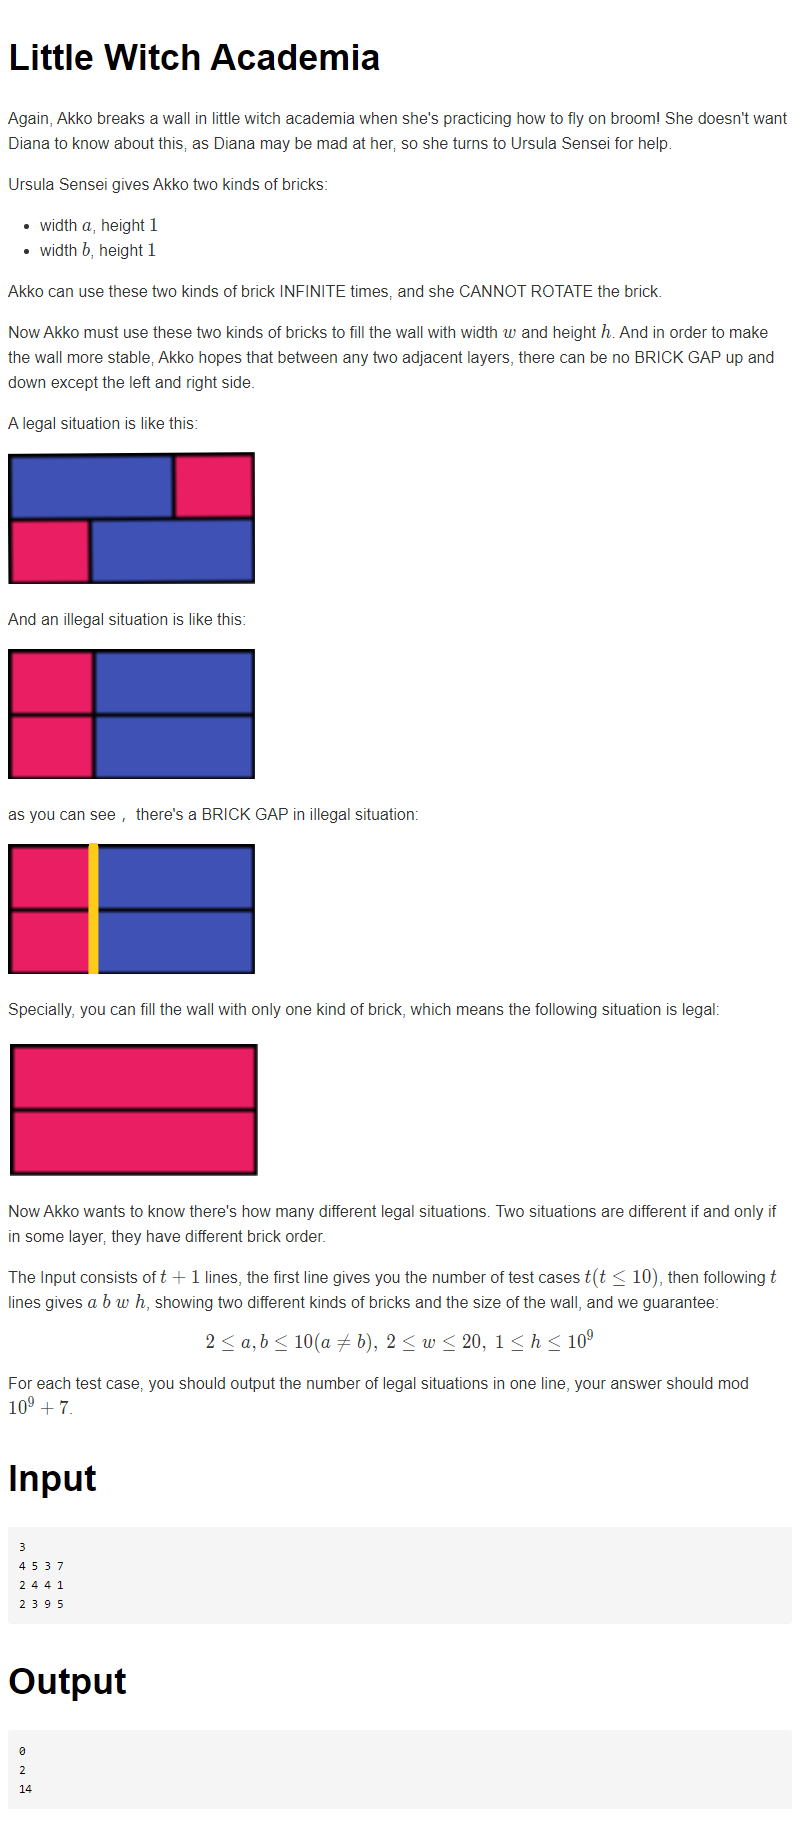 Little Witch Academia
Again, Akko breaks a wall in little witch academia when she's practicing how to fly on broom! She doesn't want
Diana to know about this, as Diana may be mad at her, so she turns to Ursula Sensei for help.
Ursula Sensei gives Akko two kinds of bricks:
• width a, height 1
• width b, height 1
Akko can use these two kinds of brick INFINITE times, and she CANNOT ROTATE the brick.
Now Akko must use these two kinds of bricks to fill the wall with width w and height h. And in order to make
the wall more stable, Akko hopes that between any two adjacent layers, there can be no BRICK GAP up and
down except the left and right side.
A legal situation is like this:
And an illegal situation is like this:
as you can see， there's a BRICK GAP in illegal situation:
Specially, you can fill the wall with only one kind of brick, which means the following situation is legal:
Now Akko wants to know there's how many different legal situations. Two situations are different if and only if
in some layer, they have different brick order.
The Input consists of t + 1 lines, the first line gives you the number of test cases t(t ≤ 10), then following t
lines gives a b w h, showing two different kinds of bricks and the size of the wall, and we guarantee:
2 ≤ a, b ≤ 10(a ≠ b), 2 ≤ w ≤ 20, 1 ≤ h ≤ 10⁹
For each test case, you should output the number of legal situations in one line, your answer should mod
10⁹ + 7.
Input
3
4 5 3 7
2 4 4 1
2 3 9 5
Output
0
2
14